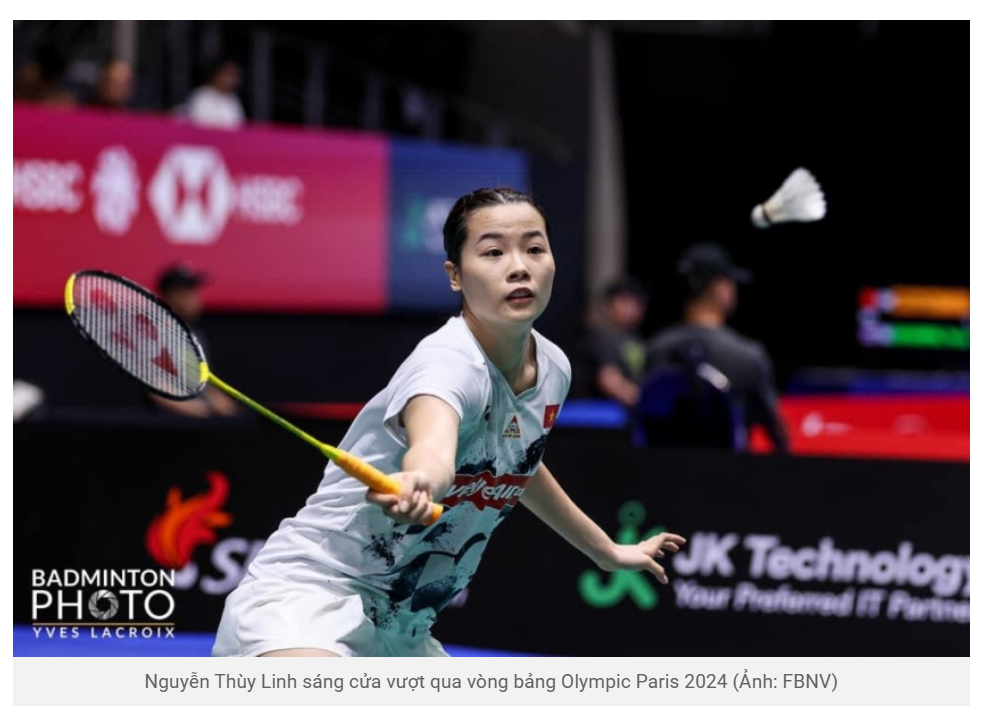 HSBC
HSBC
JK Technology
Your Preferred IT Partne
BADMINTON
PHOTO
YVES LACROIX
Nguyễn Thùy Linh sáng cửa vượt qua vòng bảng Olympic Paris 2024 (Ảnh: FBNV)